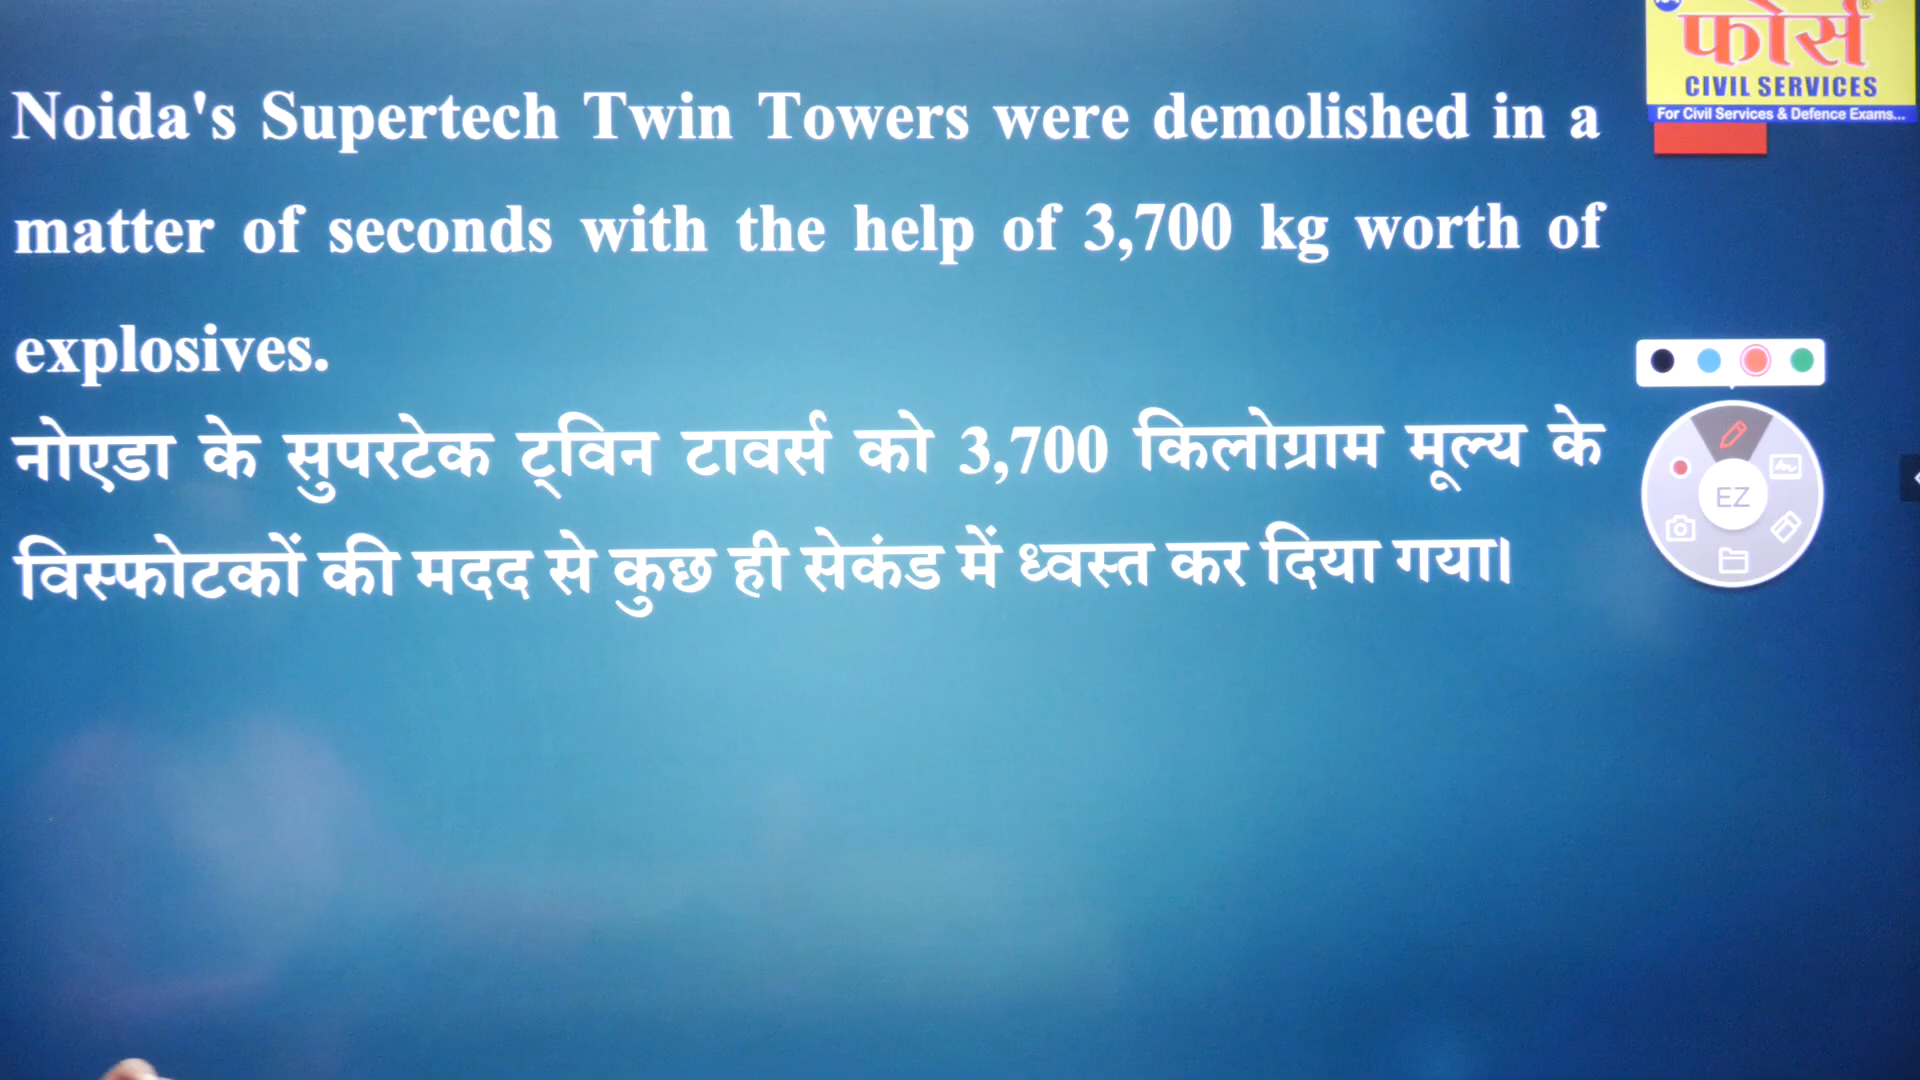 फोर्स
CIVIL SERVICES
For Civil Services & Defence Exams...
Noida's Supertech Twin Towers were demolished in a
matter of seconds with the help of 3,700 kg worth of
explosives.
नोएडा के सुपरटेक ट्विन टावर्स को 3,700 किलोग्राम मूल्य के
विस्फोटकों की मदद से कुछ ही सेकंड में ध्वस्त कर दिया गया।
EZ